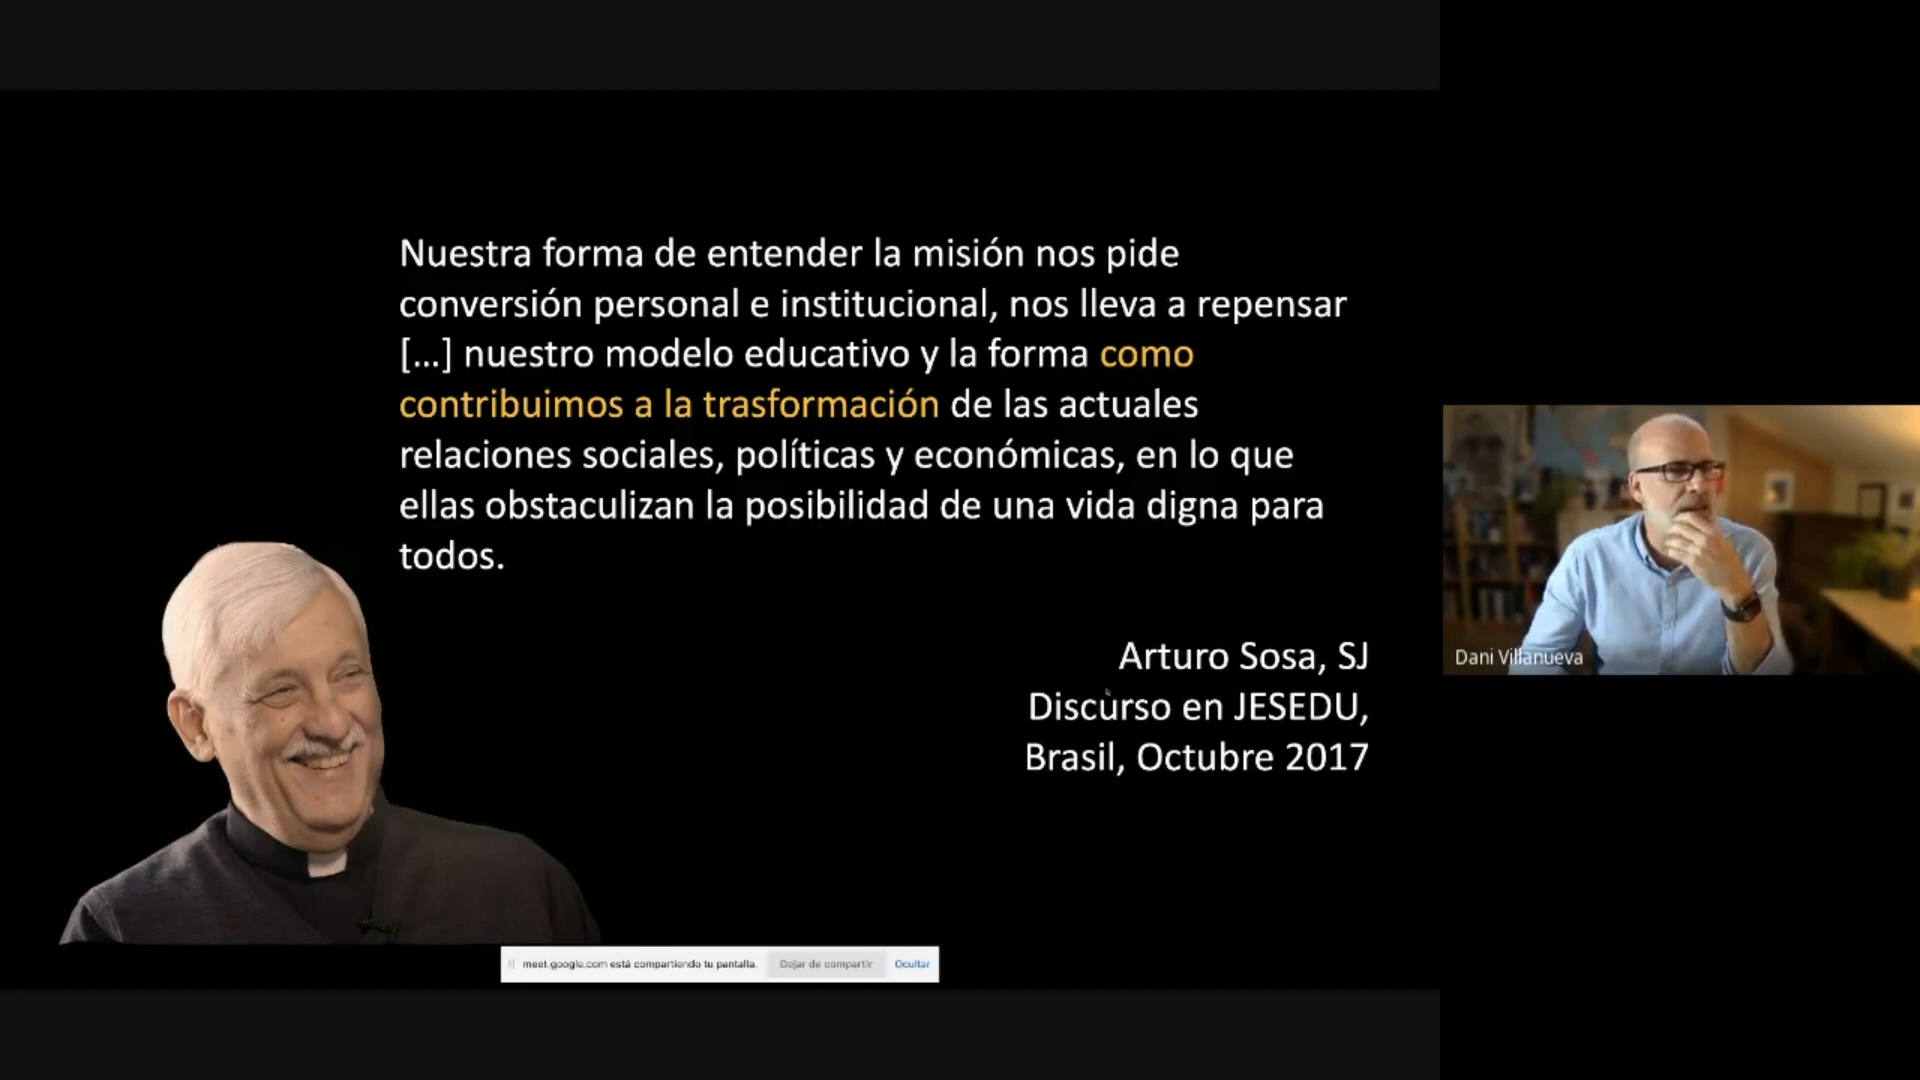 Nuestra forma de entender la misión nos pide
conversión personal e institucional, nos lleva a repensar
[...] nuestro modelo educativo y la forma como
contribuimos a la trasformación de las actuales
relaciones sociales, políticas y económicas, en lo que
ellas obstaculizan la posibilidad de una vida digna para
todos.
Arturo Sosa, SJ
Discurso en JESEDU,
Brasil, Octubre 2017
Dani Villanueva
meet.google.com está compartiendo tu pantalla.
Dejar de compartir
Ocultar